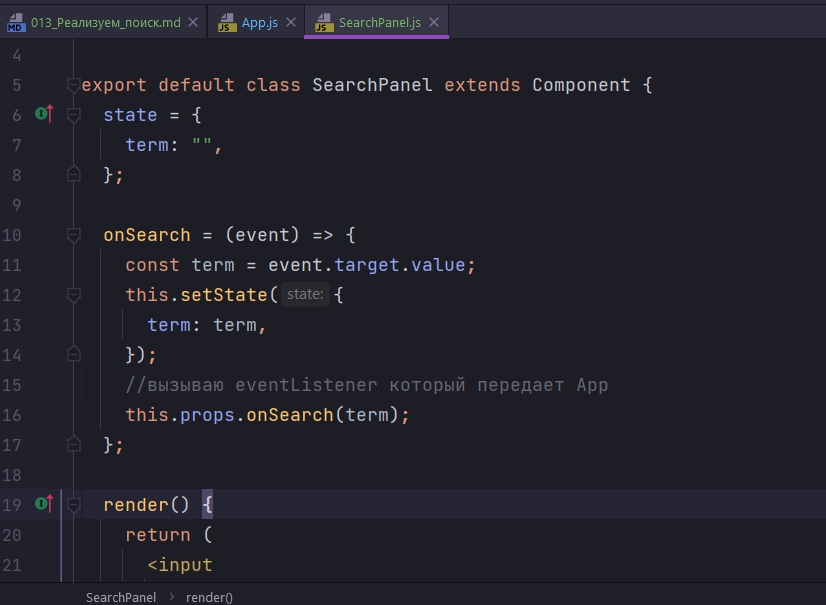 013_Реализуем_поиск.md App.js SearchPanel.js
4
5 export default class SearchPanel extends Component {
6 state = {
7 term: "",
8 };
9
10 onSearch = (event) => {
11 const term = event.target.value;
12 this.setState( state: {
13 term: term,
14 });
15 //вызываю eventListener который передает App
16 this.props.onSearch(term);
17 };
18
19 render() {
20 return (
21 <input
SearchPanel > render()